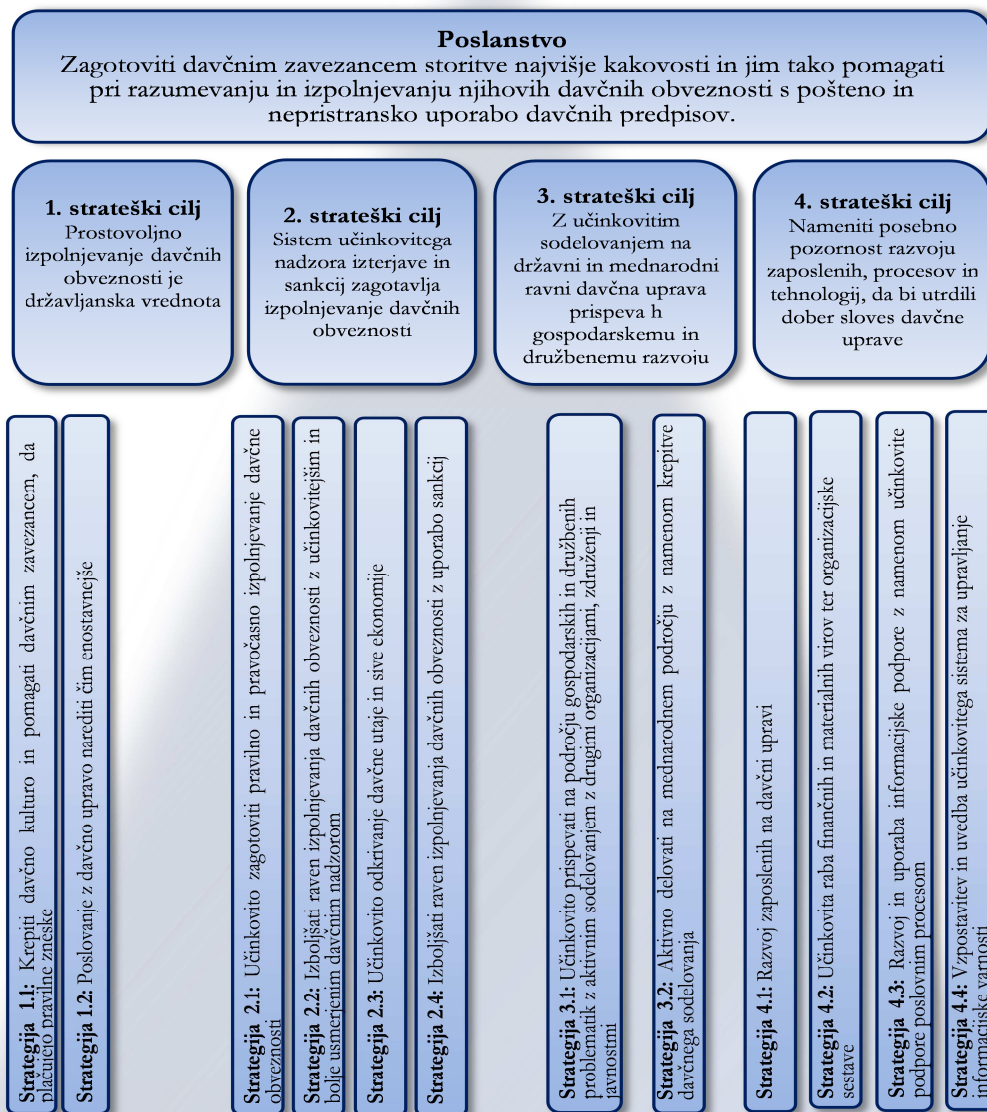 Poslanstvo
Zagotoviti davčnim zavezancem storitve najvišje kakovosti in jim tako pomagati
pri razumevanju in izpolnjevanju njihovih davčnih obveznosti s pošteno in
nepristransko uporabo davčnih predpisov.
1. strateški cilj
Prostovoljno
izpolnjevanje davčnih
obveznosti je
državljanska vrednota
2. strateški cilj
Sistem učinkovitega
nadzora izterjave in
sankcij zagotavlja
izpolnjevanje davčnih
obveznosti
3. strateški cilj
Z učinkovitim
sodelovanjem na
državni in mednarodni
ravni davčna uprava
prispeva h
gospodarskemu in
družbenemu razvoju
4. strateški cilj
Nameniti posebno
pozornost razvoju
zaposlenih, procesov in
tehnologij, da bi utrdili
dober sloves davčne
uprave
Strategija 1.1: Krepiti davčno kulturo in pomagati davčnim zavezancem, da
plačujejo pravilne zneske
Strategija 1.2: Poslovanje z davčno upravo narediti čim enostavnejše
Strategija 2.1: Učinkovito zagotoviti pravilno in pravočasno izpolnjevanje davčne
obveznosti
Strategija 2.2: Izboljšati raven izpolnjevanja davčnih obveznosti z učinkovitejšim in
bolje usmerjenim davčnim nadzorom
Strategija 2.3: Učinkovito odkrivanje davčne utaje in sive ekonomije
Strategija 2.4: Izboljšati raven izpolnjevanja davčnih obveznosti z uporabo sankcij
Strategija 3.1: Učinkovito prispevati na področju gospodarskih in družbenih
problematik z aktivnim sodelovanjem z drugimi organizacijami, združenji in
javnostmi
Strategija 3.2: Aktivno delovati na mednarodnem področju z namenom krepitve
davčnega sodelovanja
Strategija 4.1: Razvoj zaposlenih na davčni upravi
Strategija 4.2: Učinkovita raba finančnih in materialnih virov ter organizacijske
sestave
Strategija 4.3: Razvoj in uporaba informacijske podpore z namenom učinkovite
podpore poslovnim procesom
Strategija 4.4: Vzpostavitev in uvedba učinkovitega sistema za upravljanje
informacijske varnosti